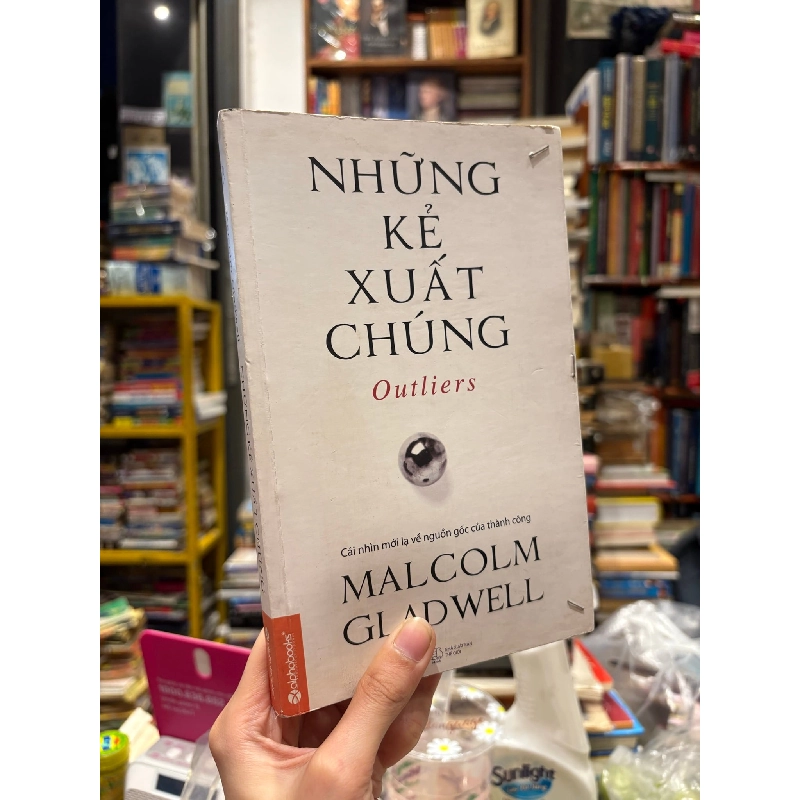 NHỮNG
KẺ
XUẤT
CHÚNG
Outliers
Cái nhìn mới lạ về nguồn gốc của thành công
MALCOLM
GLADWELL
alphabooks
Sunlight